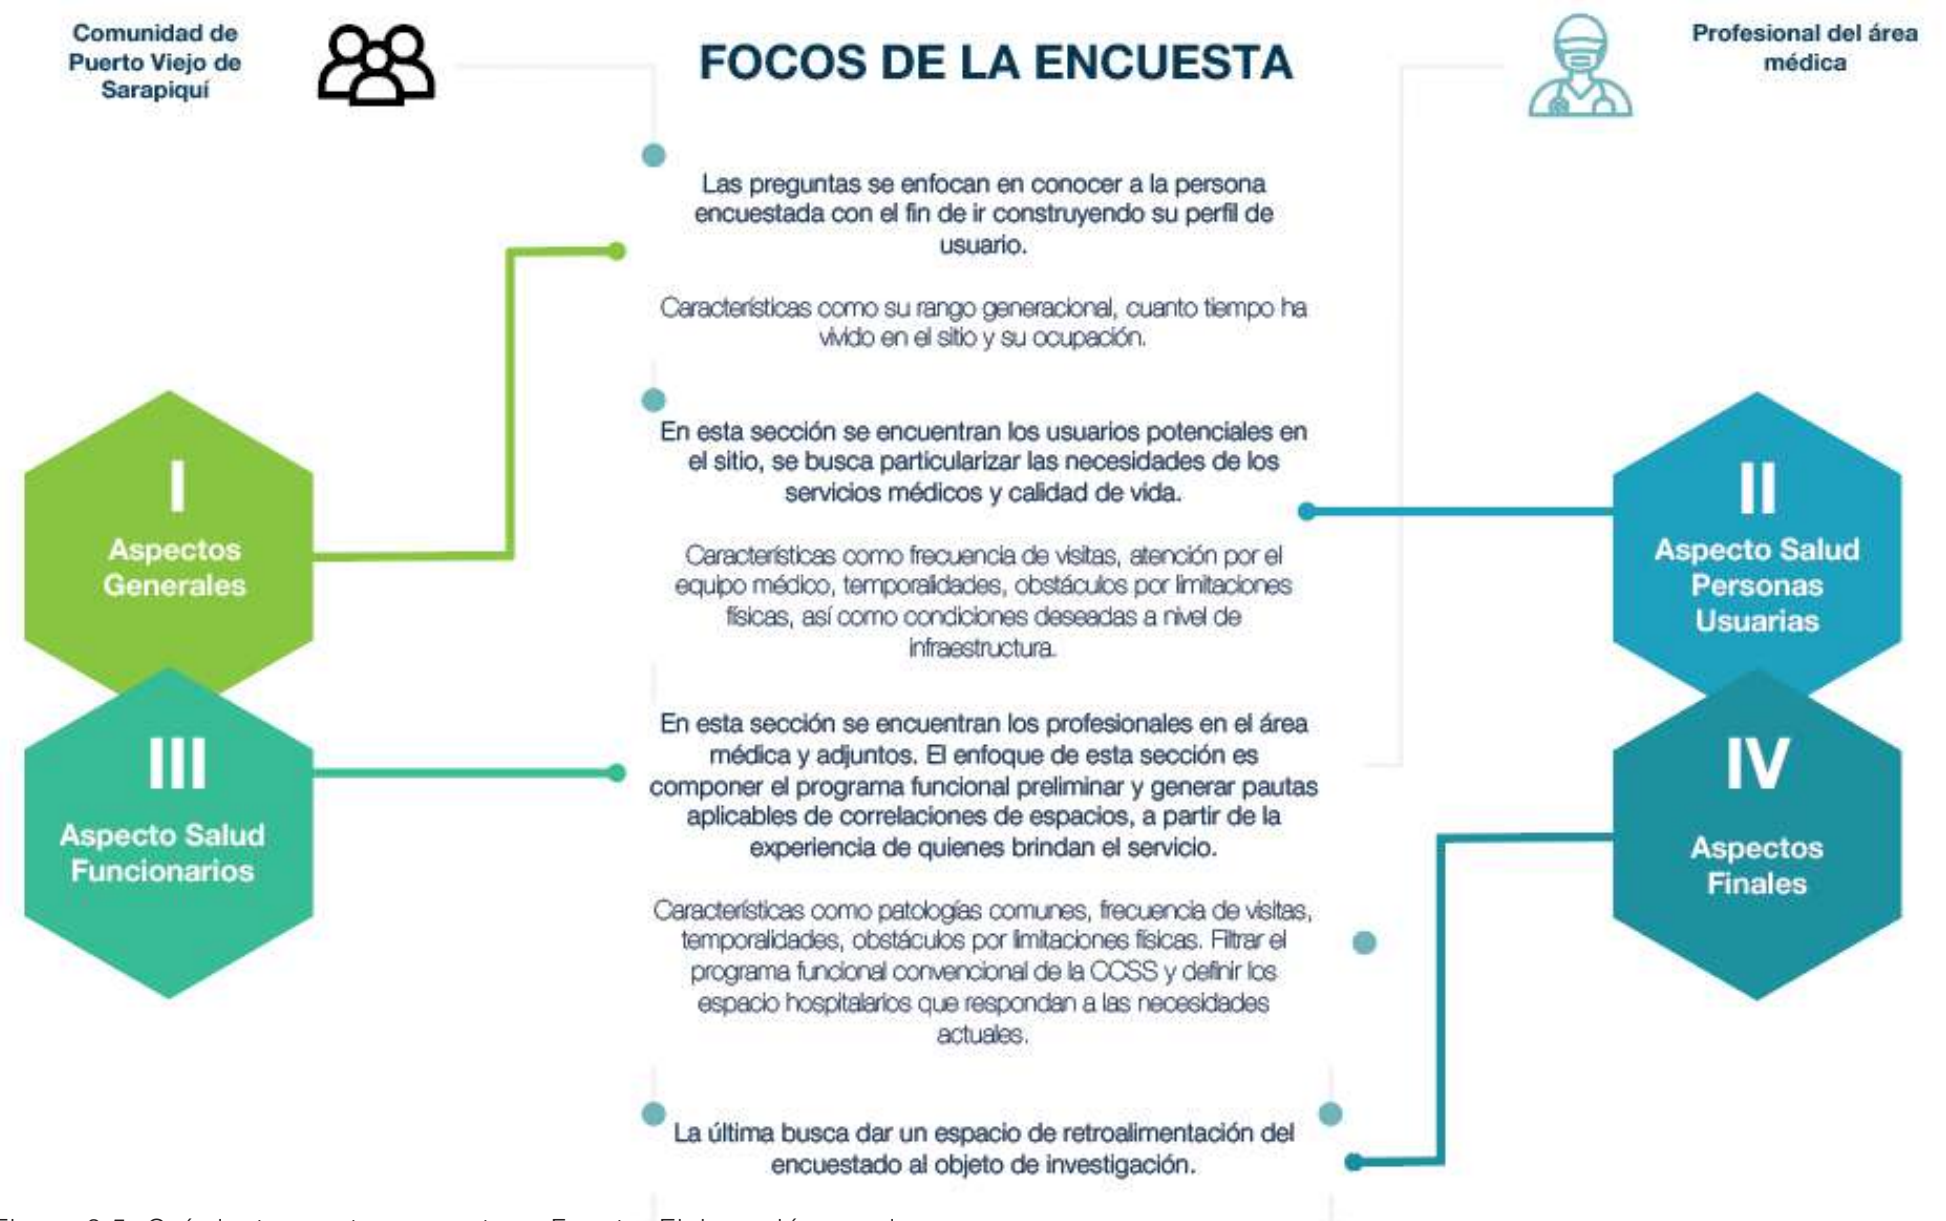 Comunidad de
Puerto Viejo de
Sarapiquí
FOCOS DE LA ENCUESTA
Profesional del área
médica
Las preguntas se enfocan en conocer a la persona
encuestada con el fin de ir construyendo su perfil de
usuario.
Características como su rango generacional, cuanto tiempo ha
vivido en el sitio y su ocupación.
I
Aspectos
Generales
En esta sección se encuentran los usuarios potenciales en
el sitio, se busca particularizar las necesidades de los
servicios médicos y calidad de vida.
Características como frecuencia de visitas, atención por el
equipo médico, temporalidades, obstáculos por limitaciones
físicas, así como condiciones deseadas a nivel de
infraestructura.
II
Aspecto Salud
Personas
Usuarias
III
Aspecto Salud
Funcionarios
En esta sección se encuentran los profesionales en el área
médica y adjuntos. El enfoque de esta sección es
componer el programa funcional preliminar y generar pautas
aplicables de correlaciones de espacios, a partir de la
experiencia de quienes brindan el servicio.
Características como patologías comunes, frecuencia de visitas,
temporalidades, obstáculos por limitaciones físicas. Filtrar el
programa funcional convencional de la CCSS y definir los
espacio hospitalarios que respondan a las necesidades
actuales.
IV
Aspectos
Finales
La última busca dar un espacio de retroalimentación del
encuestado al objeto de investigación.